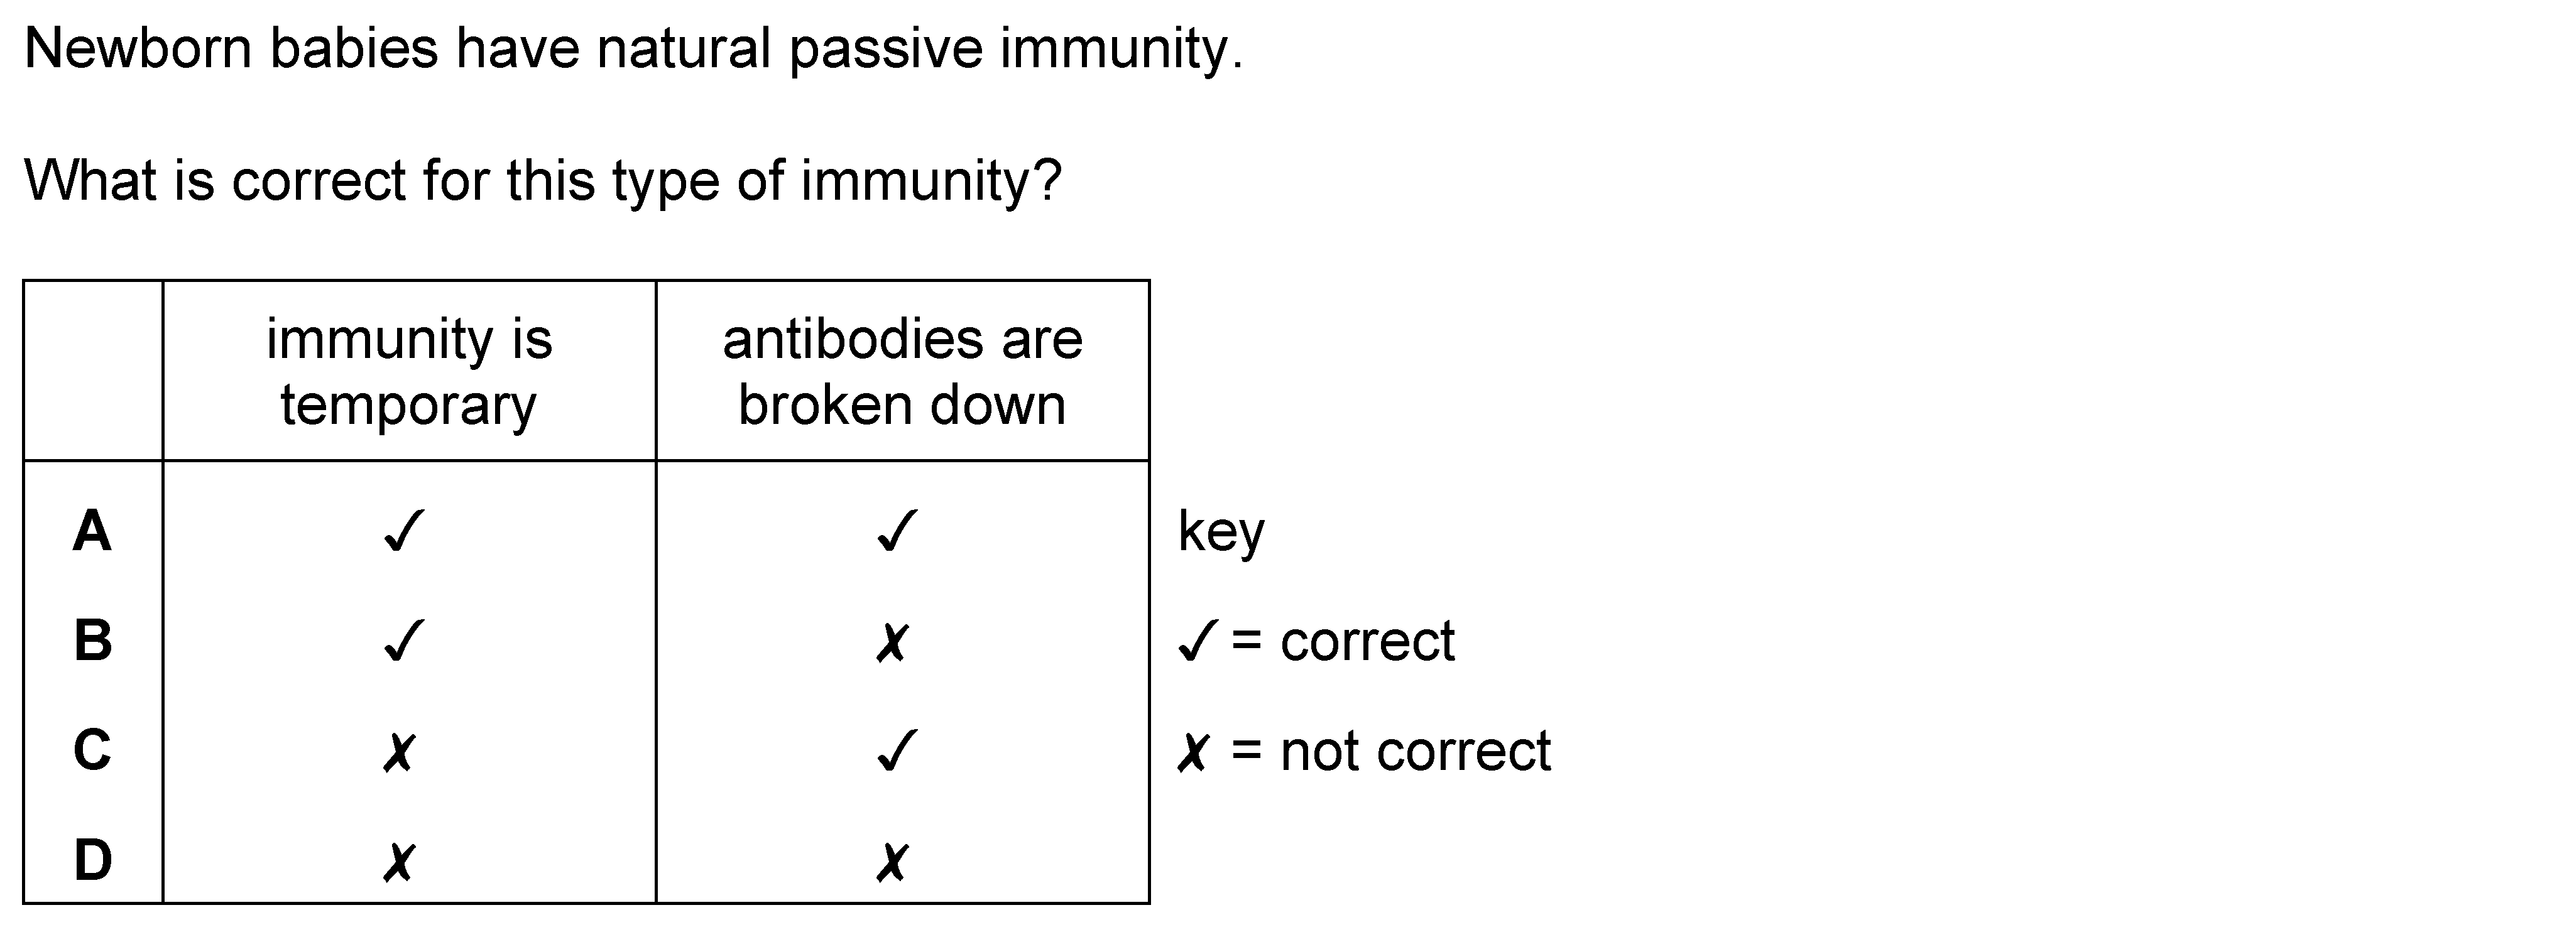 Newborn babies have natural passive immunity.
What is correct for this type of immunity?
immunity is temporary antibodies are broken down
A ✓ ✓ key
B ✓ ✗ ✓ = correct
C ✗ ✓ ✗ = not correct
D ✗ ✗